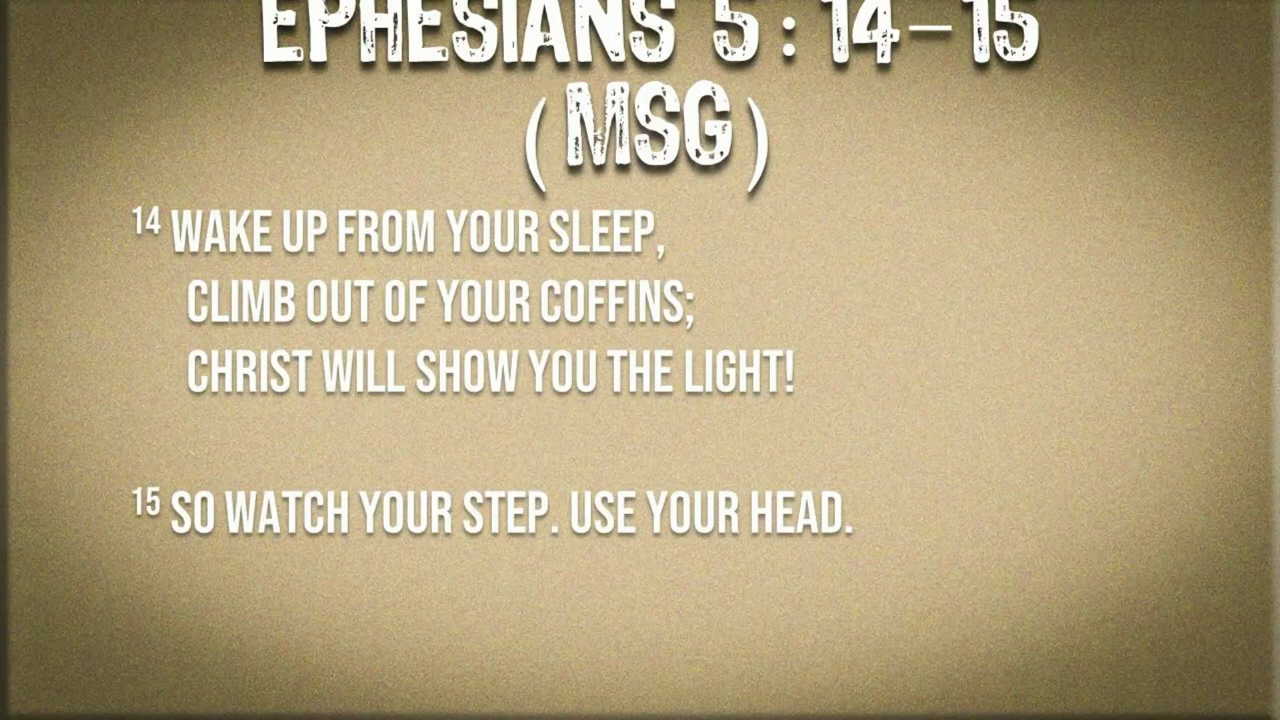 EPHESIANS 5:14–15
(MSG)
14 WAKE UP FROM YOUR SLEEP,
CLIMB OUT OF YOUR COFFINS;
CHRIST WILL SHOW YOU THE LIGHT!
15 SO WATCH YOUR STEP. USE YOUR HEAD.